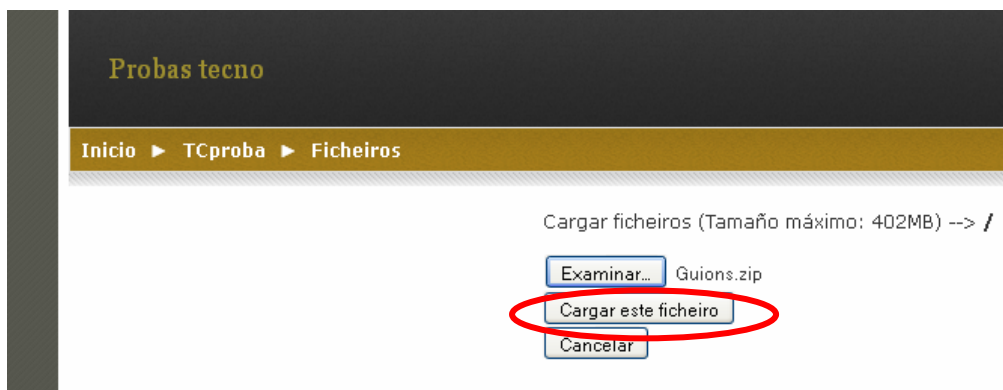 Probas tecno
Inicio ► TCproba ► Ficheiros
Cargar ficheiros (Tamaño máximo: 402MB) --> /
Examinar... Guions.zip
Cargar este ficheiro
Cancelar